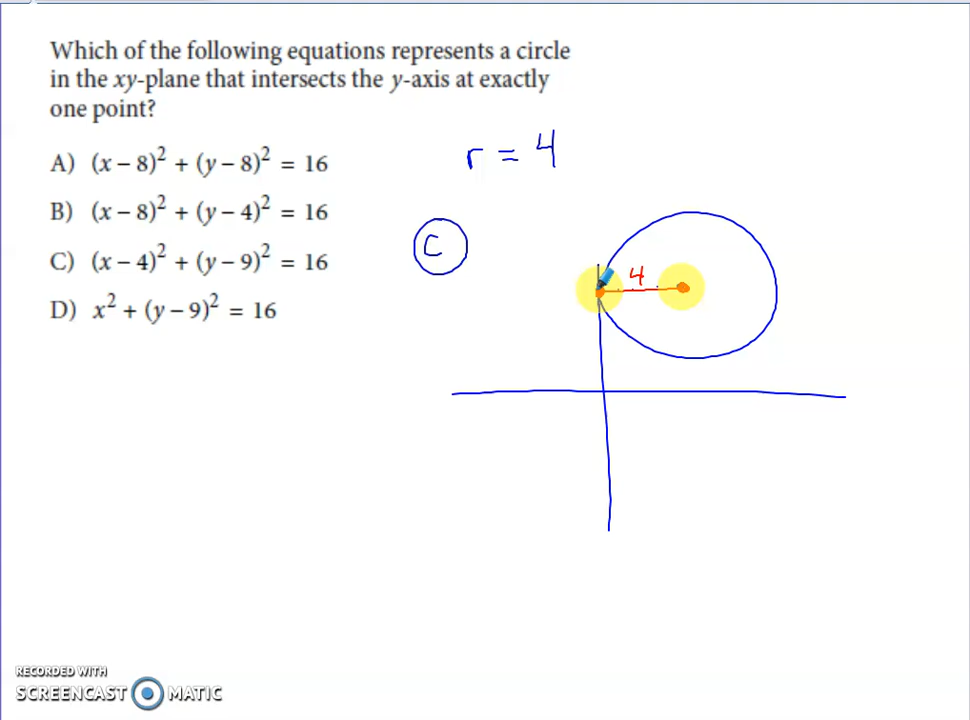 Which of the following equations represents a circle
in the xy-plane that intersects the y-axis at exactly
one point?
A) (x – 8)² + (y – 8)² = 16
B) (x – 8)² + (y – 4)² = 16
C) (x – 4)² + (y – 9)² = 16
D) x² + (y – 9)² = 16
r = 4
C
4
RECORDED WITH
SCREENCAST MATIC